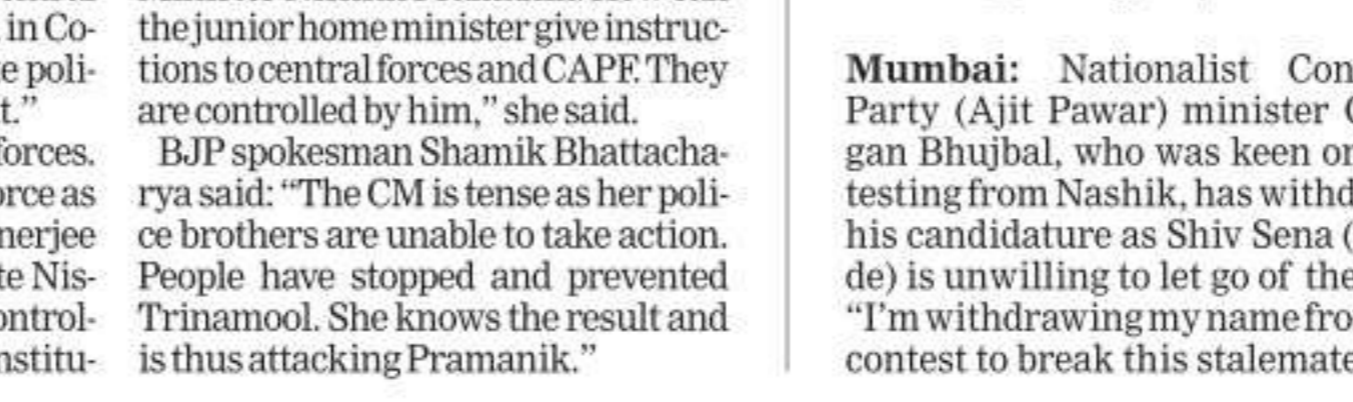 in Co-
e poli-
t.”
forces.
orce as
nerjee
te Nis-
ontrol-
nstitu-
the junior home minister give instruc-
tions to central forces and CAPF. They
are controlled by him,” she said.
BJP spokesman Shamik Bhattacha-
rya said: “The CM is tense as her poli-
ce brothers are unable to take action.
People have stopped and prevented
Trinamool. She knows the result and
is thus attacking Pramanik.”
Mumbai: Nationalist Con
Party (Ajit Pawar) minister
gan Bhujbal, who was keen on
testing from Nashik, has withd
his candidature as Shiv Sena (
de) is unwilling to let go of the
“I’m withdrawing my name fro
contest to break this stalemate